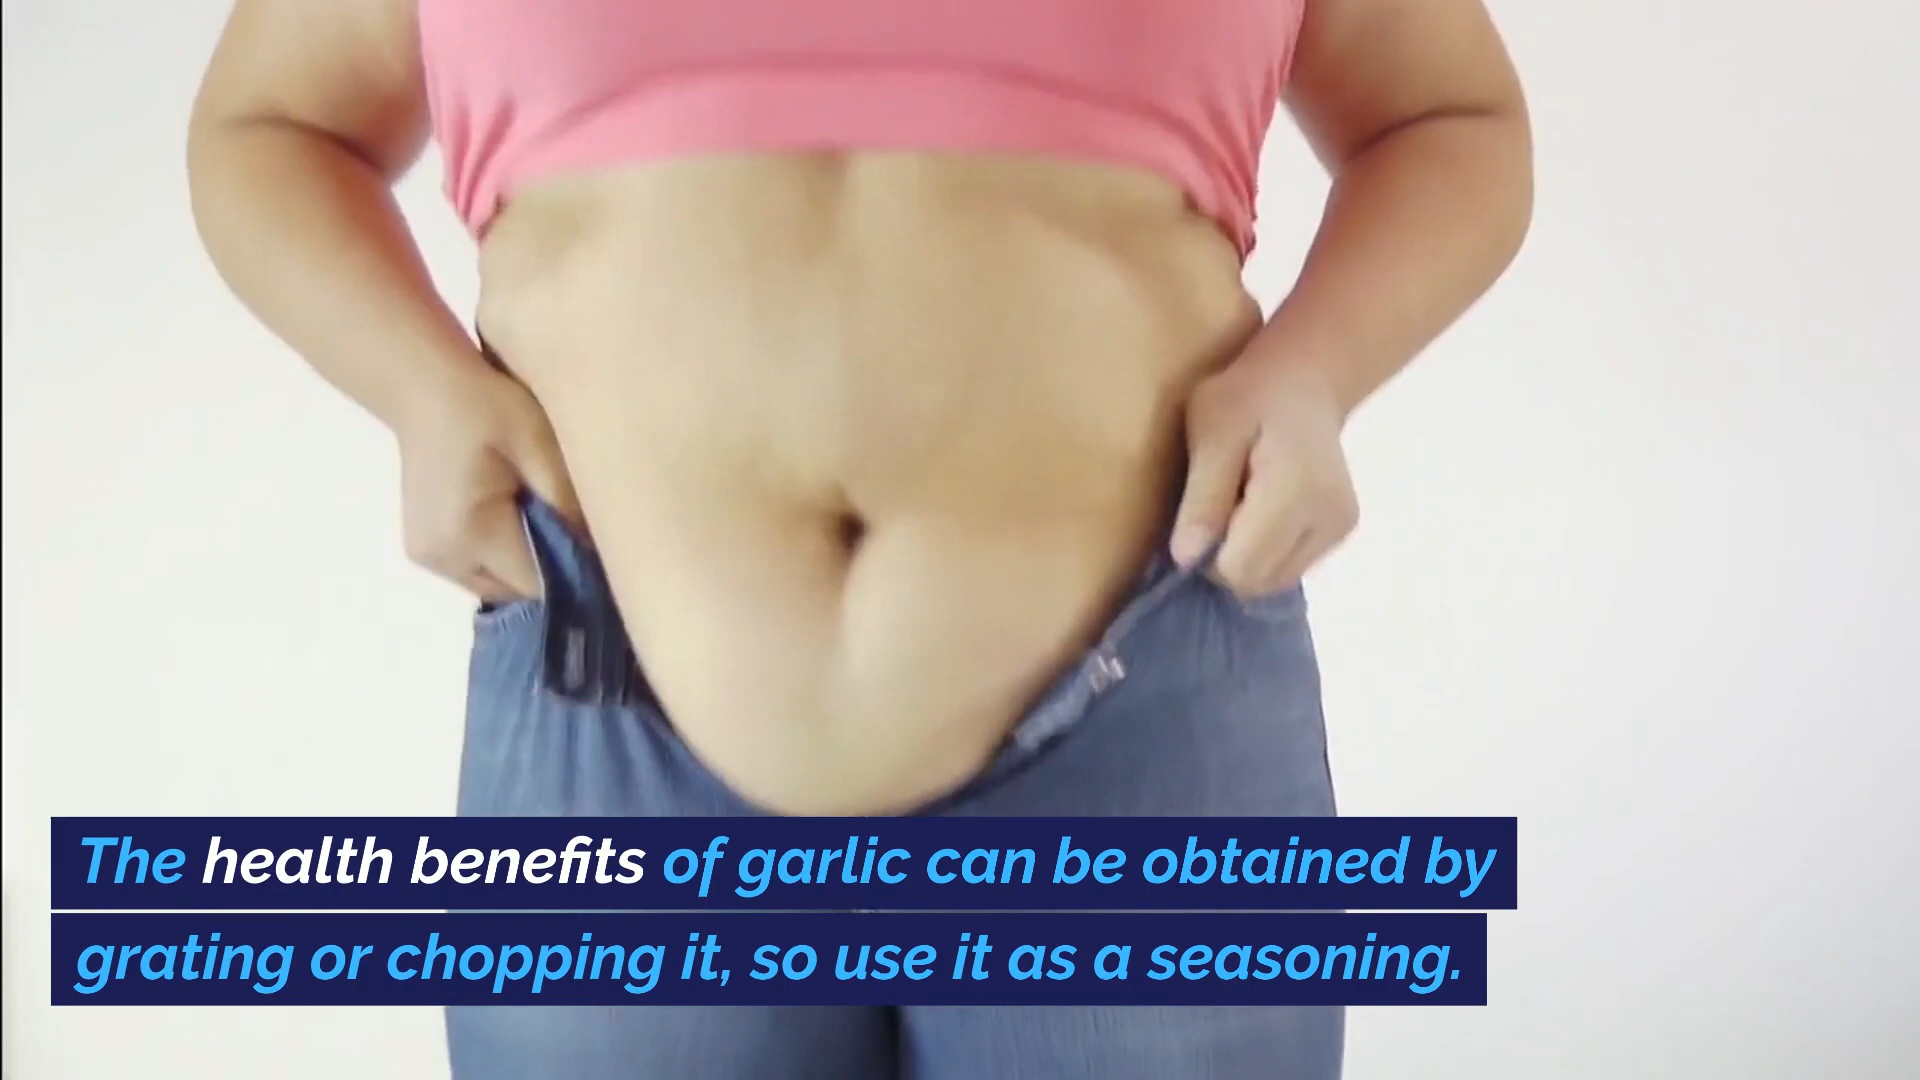 The health benefits of garlic can be obtained by
grating or chopping it, so use it as a seasoning.